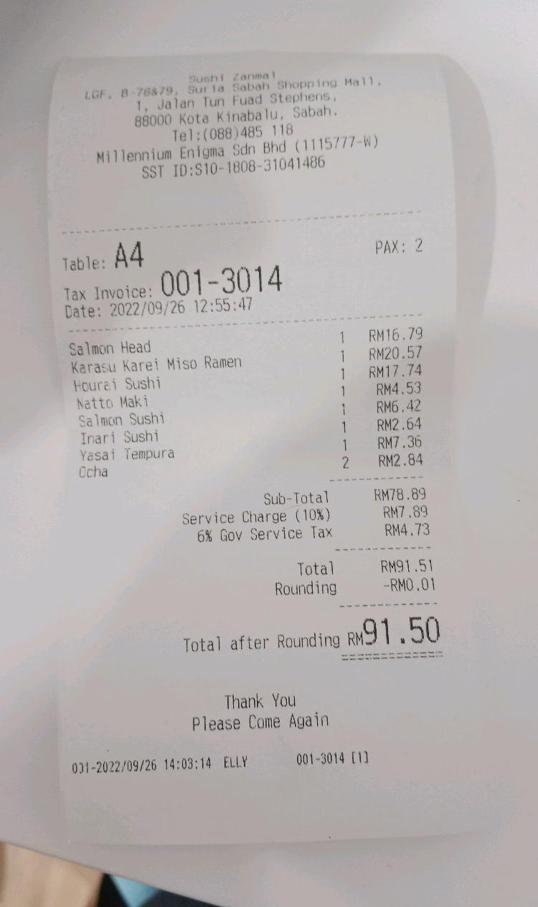 Sushi Zanmai
LGF, B-78&79, Suria Sabah Shopping Mall,
1, Jalan Tun Fuad Stephens,
88000 Kota Kinabalu, Sabah.
Tel:(088)485 118
Millennium Enigma Sdn Bhd (1115777-W)
SST ID:S10-1808-31041486
Table: A4 PAX: 2
Tax Invoice: 001-3014
Date: 2022/09/26 12:55:47
Salmon Head 1 RM16.79
Karasu Karei Miso Ramen 1 RM20.57
Hourai Sushi 1 RM17.74
Natto Maki 1 RM4.53
Salmon Sushi 1 RM6.42
Inari Sushi 1 RM2.64
Yasai Tempura 1 RM7.36
Ocha 2 RM2.84
Sub-Total RM78.89
Service Charge (10%) RM7.89
6% Gov Service Tax RM4.73
Total RM91.51
Rounding -RM0.01
Total after Rounding RM91.50
Thank You
Please Come Again
001-2022/09/26 14:03:14 ELLY 001-3014 [1]